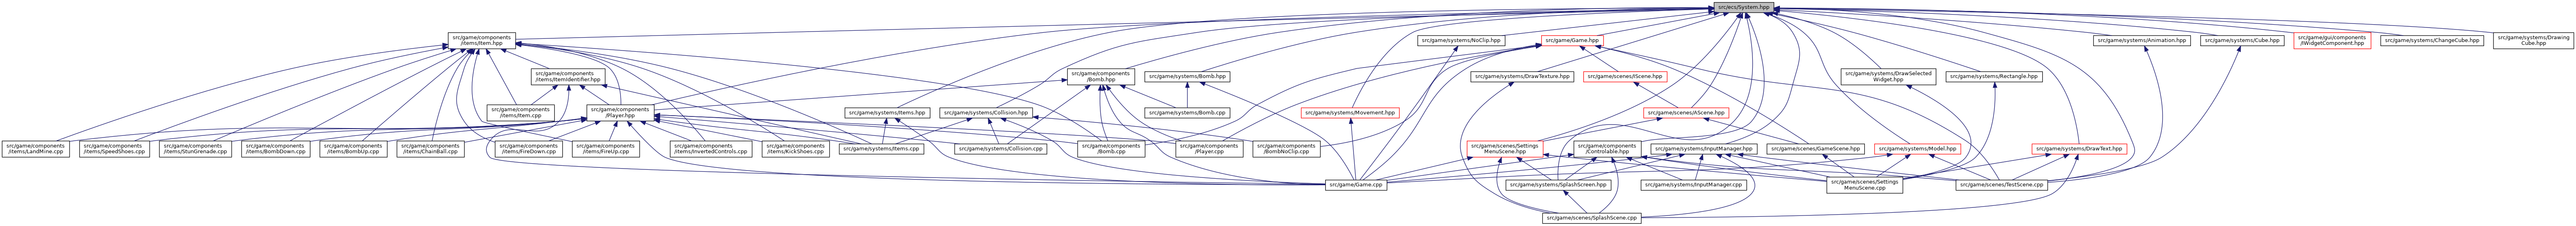 src/ecs/System.hpp
src/game/components
/items/Item.hpp
src/game/systems/NoClip.hpp
src/game/Game.hpp
src/game/systems/Animation.hpp
src/game/systems/Cube.hpp
src/game/gui/components
/IWidgetComponent.hpp
src/game/systems/ChangeCube.hpp
src/game/systems/Drawing
Cube.hpp
src/game/components
/items/ItemIdentifier.hpp
src/game/components
/Bomb.hpp
src/game/systems/Bomb.hpp
src/game/systems/DrawTexture.hpp
src/game/scenes/IScene.hpp
src/game/systems/DrawSelected
Widget.hpp
src/game/systems/Rectangle.hpp
src/game/components
/items/Item.cpp
src/game/components
/Player.hpp
src/game/systems/Items.hpp
src/game/systems/Collision.hpp
src/game/systems/Bomb.cpp
src/game/systems/Movement.hpp
src/game/scenes/AScene.hpp
src/game/components
/items/LandMine.cpp
src/game/components
/items/SpeedShoes.cpp
src/game/components
/items/StunGrenade.cpp
src/game/components
/items/BombDown.cpp
src/game/components
/items/BombUp.cpp
src/game/components
/items/ChainBall.cpp
src/game/components
/items/FireDown.cpp
src/game/components
/items/FireUp.cpp
src/game/components
/items/InvertedControls.cpp
src/game/components
/items/KickShoes.cpp
src/game/systems/Items.cpp
src/game/systems/Collision.cpp
src/game/components
/Bomb.cpp
src/game/components
/Player.cpp
src/game/components
/BombNoClip.cpp
src/game/scenes/Settings
MenuScene.hpp
src/game/components
/Controlable.hpp
src/game/systems/InputManager.hpp
src/game/scenes/GameScene.hpp
src/game/systems/Model.hpp
src/game/systems/DrawText.hpp
src/game/Game.cpp
src/game/systems/SplashScreen.hpp
src/game/systems/InputManager.cpp
src/game/scenes/Settings
MenuScene.cpp
src/game/scenes/TestScene.cpp
src/game/scenes/SplashScene.cpp